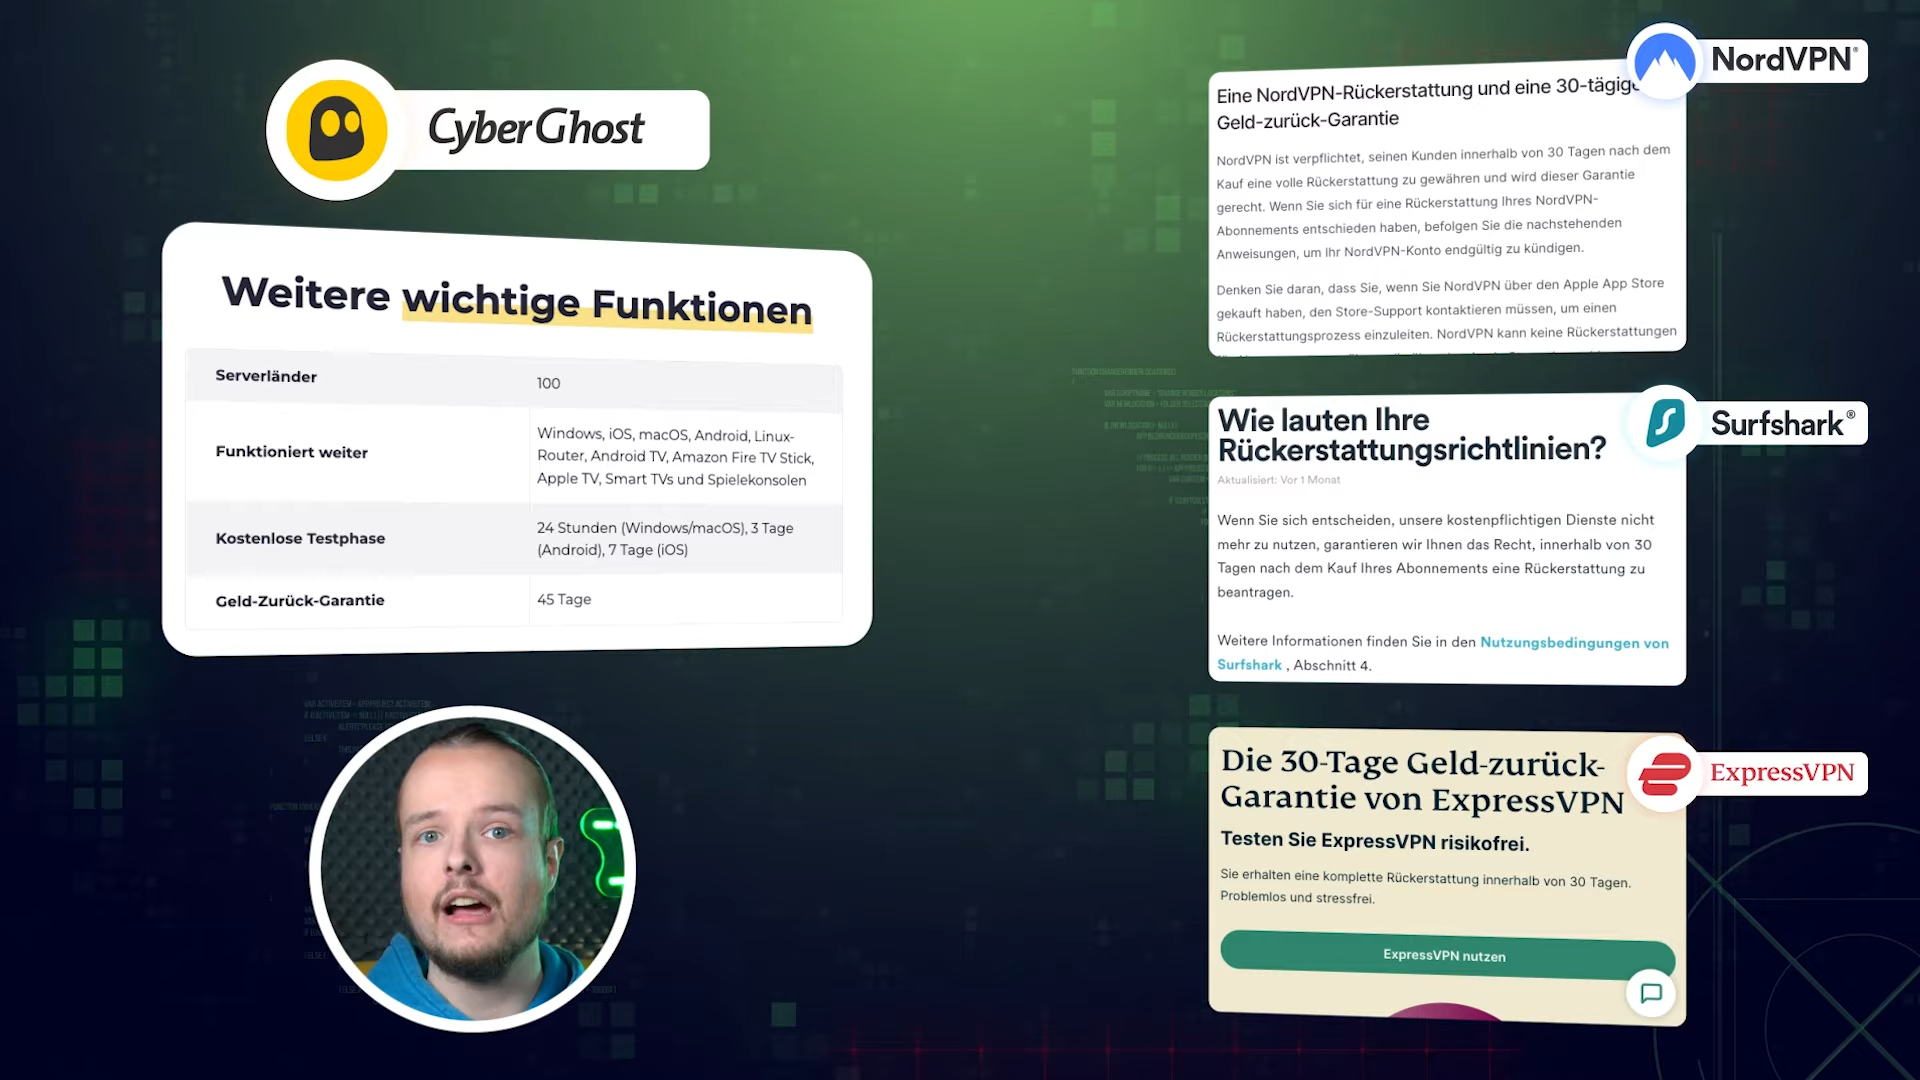 CyberGhost
Weitere wichtige Funktionen
Serverländer
100
Funktioniert weiter
Windows, iOS, macOS, Android, Linux-
Router, Android TV, Amazon Fire TV Stick,
Apple TV, Smart TVs und Spielekonsolen
Kostenlose Testphase
24 Stunden (Windows/macOS), 3 Tage
(Android), 7 Tage (iOS)
Geld-Zurück-Garantie
45 Tage
NordVPN®
Eine NordVPN-Rückerstattung und eine 30-tägige
Geld-zurück-Garantie
NordVPN ist verpflichtet, seinen Kunden innerhalb von 30 Tagen nach dem
Kauf eine volle Rückerstattung zu gewähren und wird dieser Garantie
gerecht. Wenn Sie sich für eine Rückerstattung Ihres NordVPN-
Abonnements entschieden haben, befolgen Sie die nachstehenden
Anweisungen, um Ihr NordVPN-Konto endgültig zu kündigen.
Denken Sie daran, dass Sie, wenn Sie NordVPN über den Apple App Store
gekauft haben, den Store-Support kontaktieren müssen, um einen
Rückerstattungsprozess einzuleiten. NordVPN kann keine Rückerstattungen
Surfshark®
Wie lauten Ihre
Rückerstattungsrichtlinien?
Aktualisiert: Vor 1 Monat
Wenn Sie sich entscheiden, unsere kostenpflichtigen Dienste nicht
mehr zu nutzen, garantieren wir Ihnen das Recht, innerhalb von 30
Tagen nach dem Kauf Ihres Abonnements eine Rückerstattung zu
beantragen.
Weitere Informationen finden Sie in den Nutzungsbedingungen von
Surfshark , Abschnitt 4.
ExpressVPN
Die 30-Tage Geld-zurück-
Garantie von ExpressVPN
Testen Sie ExpressVPN risikofrei.
Sie erhalten eine komplette Rückerstattung innerhalb von 30 Tagen.
Problemlos und stressfrei.
ExpressVPN nutzen